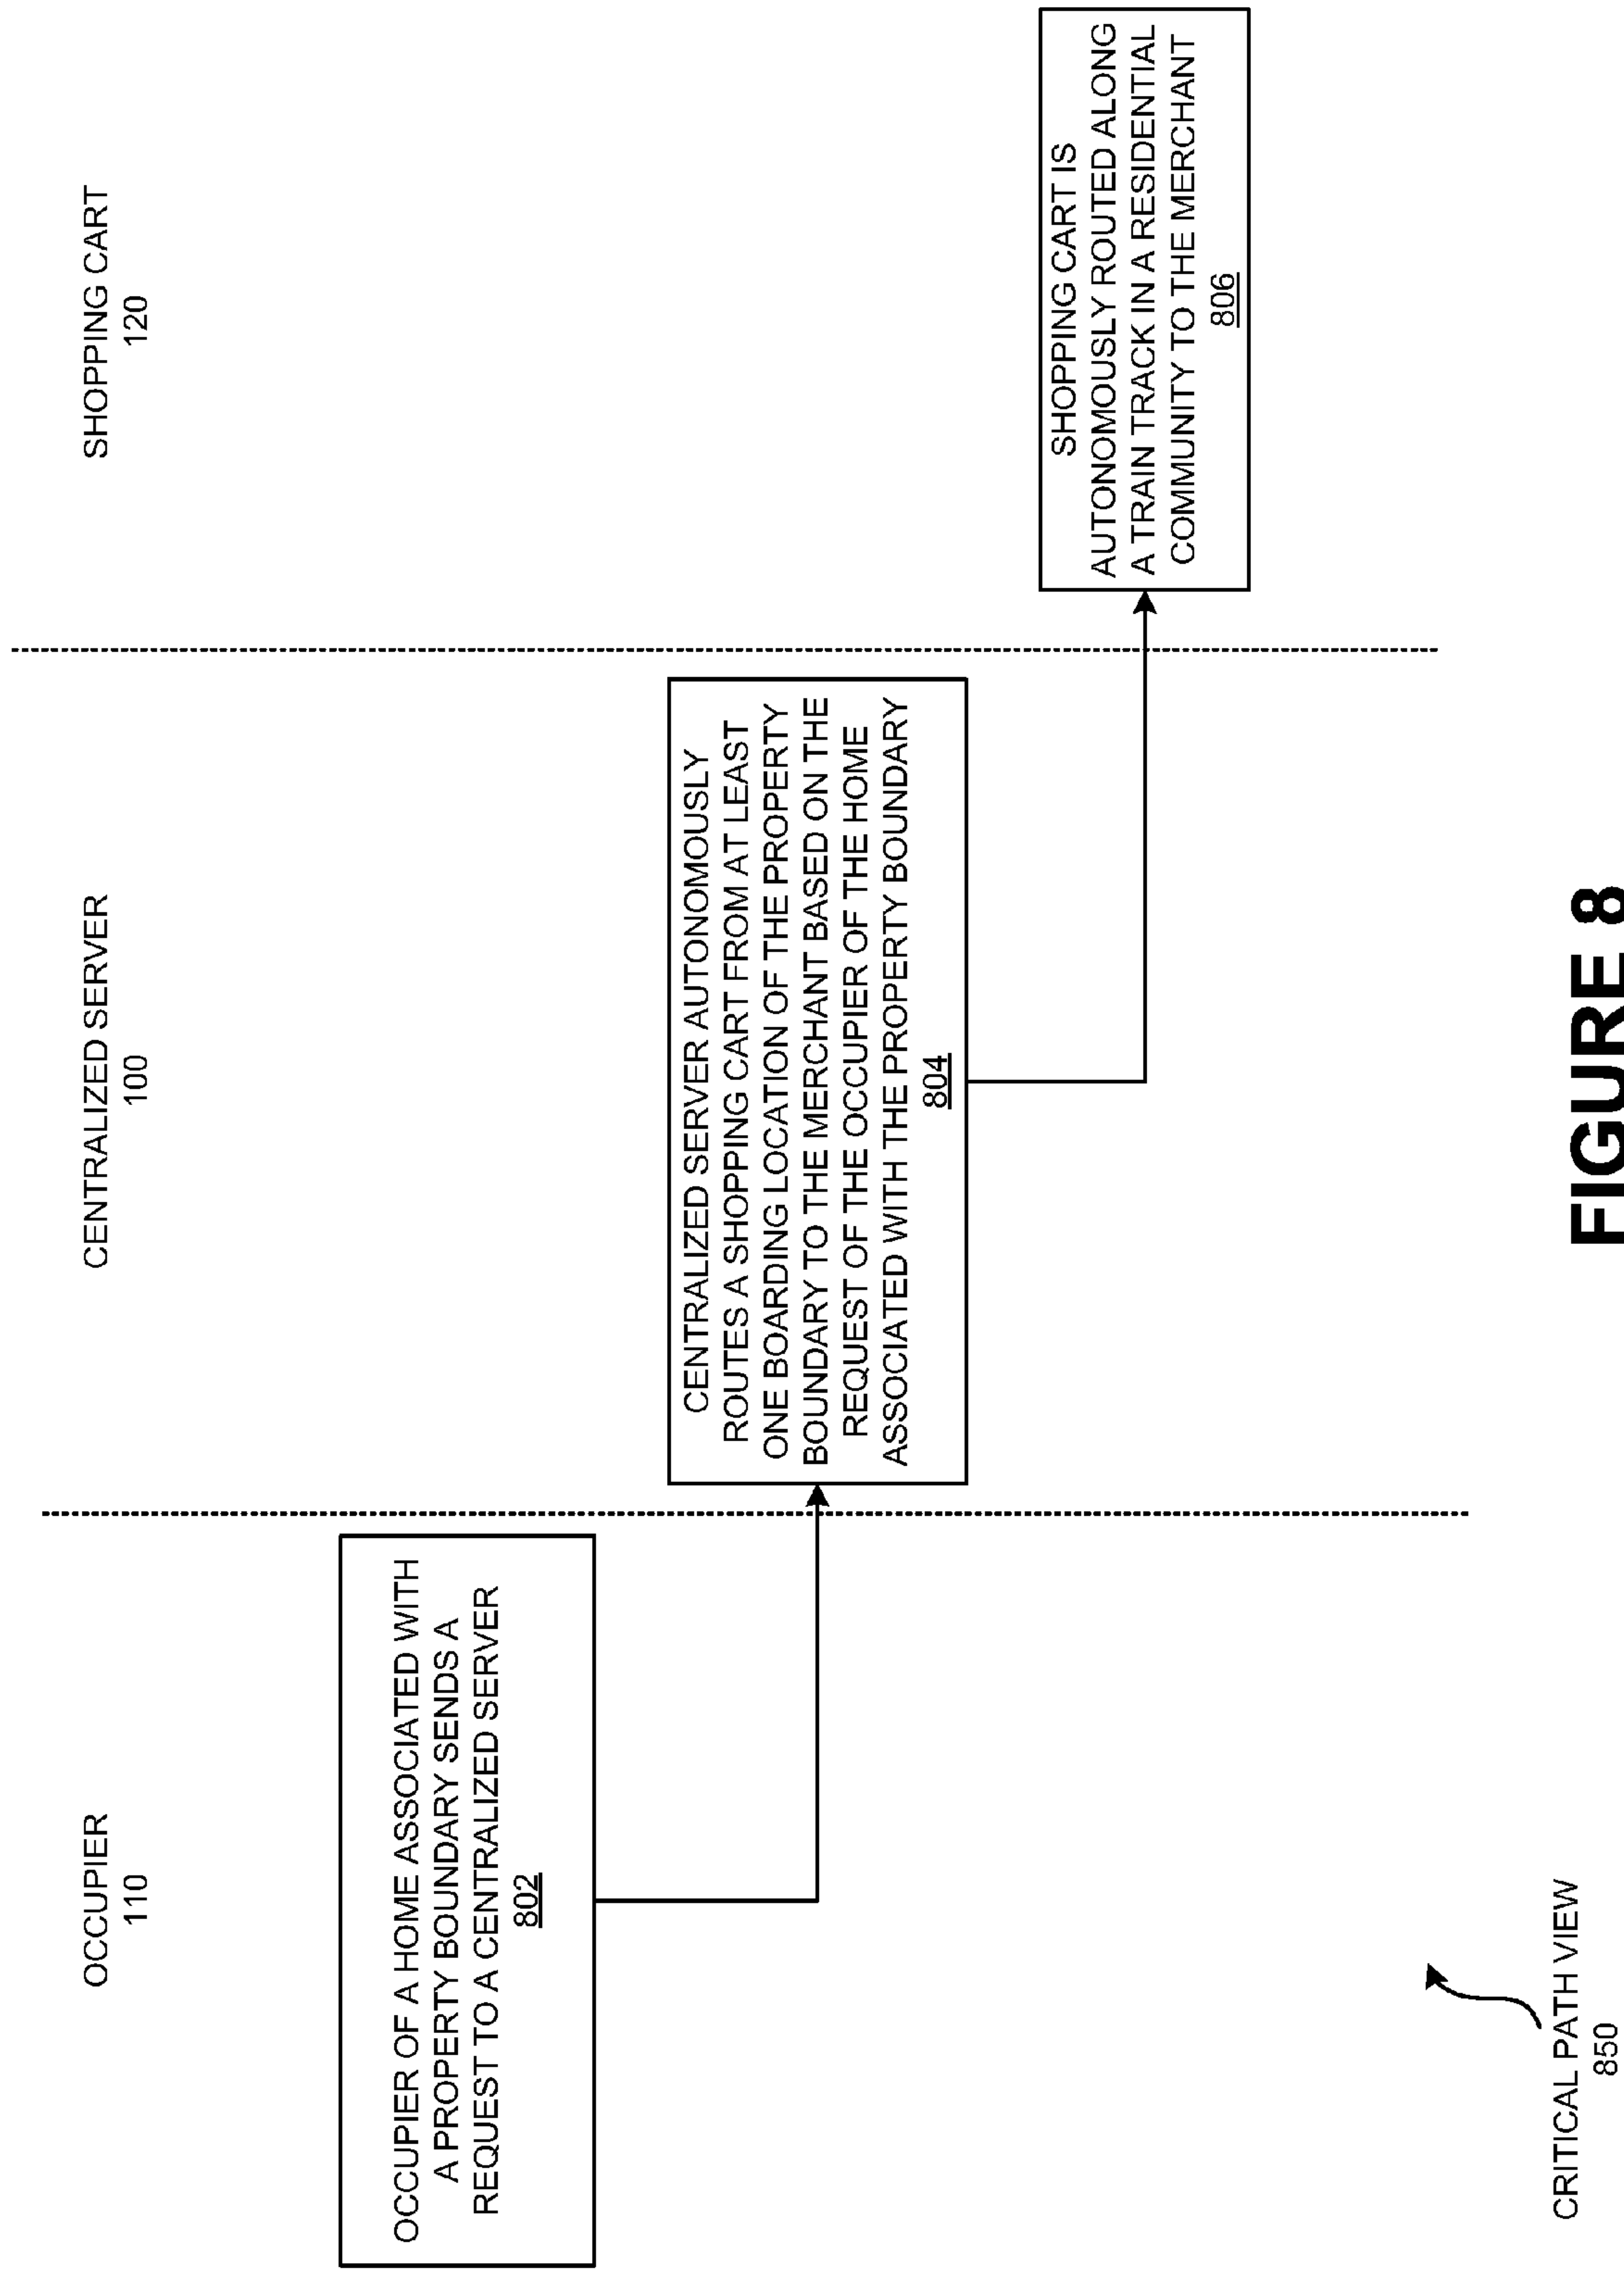 OCCUPIER
110
CENTRALIZED SERVER
100
SHOPPING CART
120
OCCUPIER OF A HOME ASSOCIATED WITH
A PROPERTY BOUNDARY SENDS A
REQUEST TO A CENTRALIZED SERVER
802
CENTRALIZED SERVER AUTONOMOUSLY
ROUTES A SHOPPING CART FROM AT LEAST
ONE BOARDING LOCATION OF THE PROPERTY
BOUNDARY TO THE MERCHANT BASED ON THE
REQUEST OF THE OCCUPIER OF THE HOME
ASSOCIATED WITH THE PROPERTY BOUNDARY
804
SHOPPING CART IS
AUTONOMOUSLY ROUTED ALONG
A TRAIN TRACK IN A RESIDENTIAL
COMMUNITY TO THE MERCHANT
806
CRITICAL PATH VIEW
850
FIGURE 8